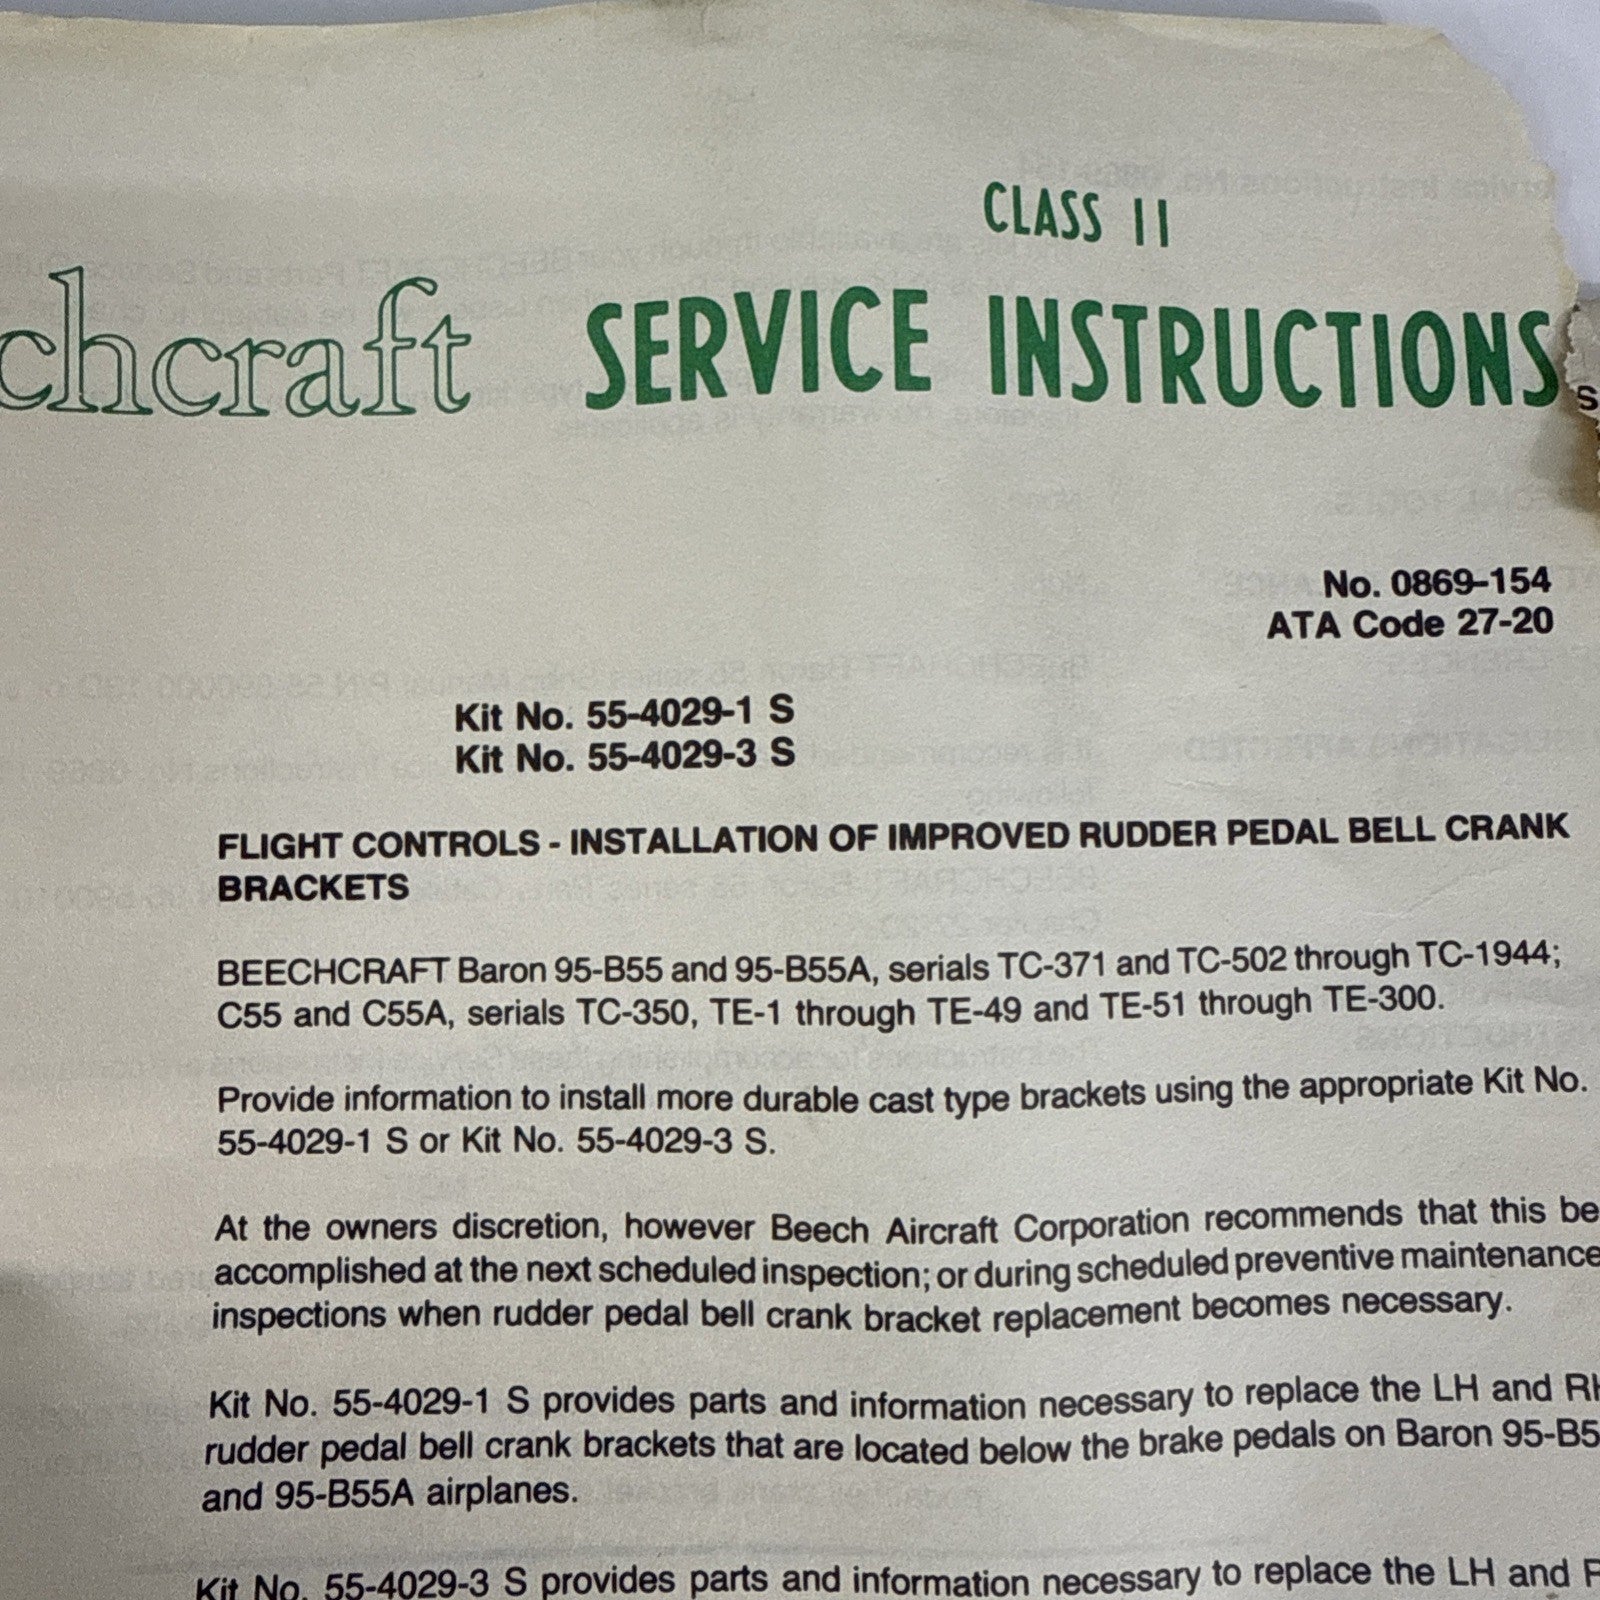 CLASS II
chcraft SERVICE INSTRUCTIONS
S
No. 0869-154
ATA Code 27-20
Kit No. 55-4029-1 S
Kit No. 55-4029-3 S
FLIGHT CONTROLS - INSTALLATION OF IMPROVED RUDDER PEDAL BELL CRANK
BRACKETS
BEECHCRAFT Baron 95-B55 and 95-B55A, serials TC-371 and TC-502 through TC-1944;
C55 and C55A, serials TC-350, TE-1 through TE-49 and TE-51 through TE-300.
Provide information to install more durable cast type brackets using the appropriate Kit No.
55-4029-1 S or Kit No. 55-4029-3 S.
At the owners discretion, however Beech Aircraft Corporation recommends that this be
accomplished at the next scheduled inspection; or during scheduled preventive maintenance
inspections when rudder pedal bell crank bracket replacement becomes necessary.
Kit No. 55-4029-1 S provides parts and information necessary to replace the LH and RH
rudder pedal bell crank brackets that are located below the brake pedals on Baron 95-B5
and 95-B55A airplanes.
Kit No. 55-4029-3 S provides parts and information necessary to replace the LH and R